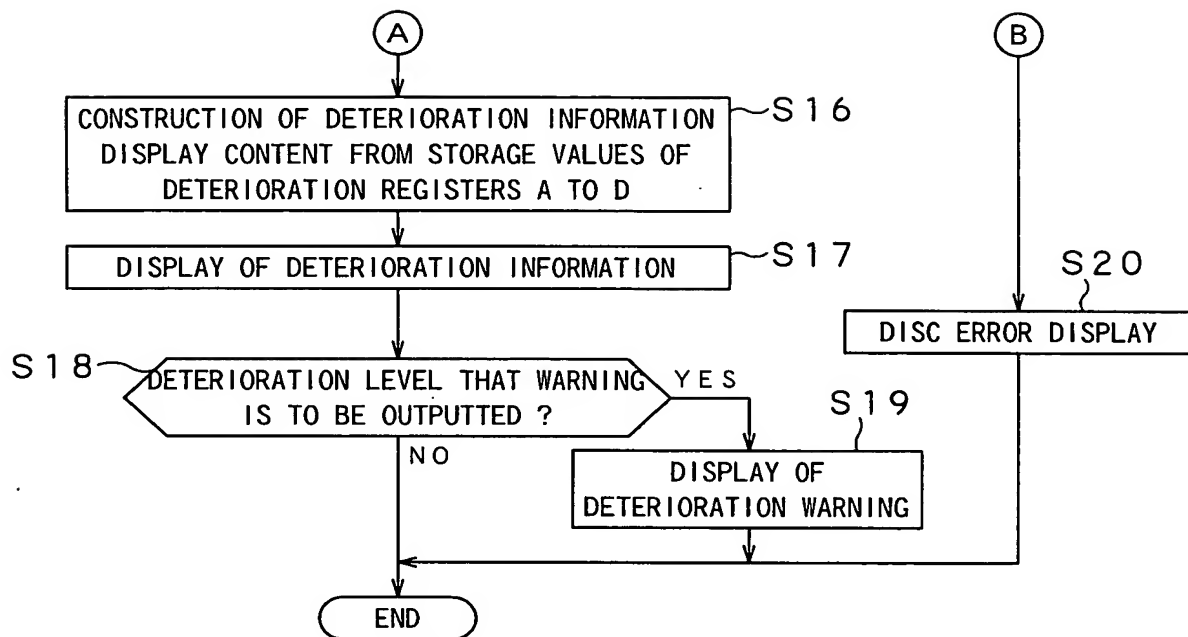 A
B
CONSTRUCTION OF DETERIORATION INFORMATION
DISPLAY CONTENT FROM STORAGE VALUES OF
DETERIORATION REGISTERS A TO D
S16
DISPLAY OF DETERIORATION INFORMATION
S17
S20
DISC ERROR DISPLAY
S18
DETERIORATION LEVEL THAT WARNING
IS TO BE OUTPUTTED ?
YES
NO
S19
DISPLAY OF
DETERIORATION WARNING
END